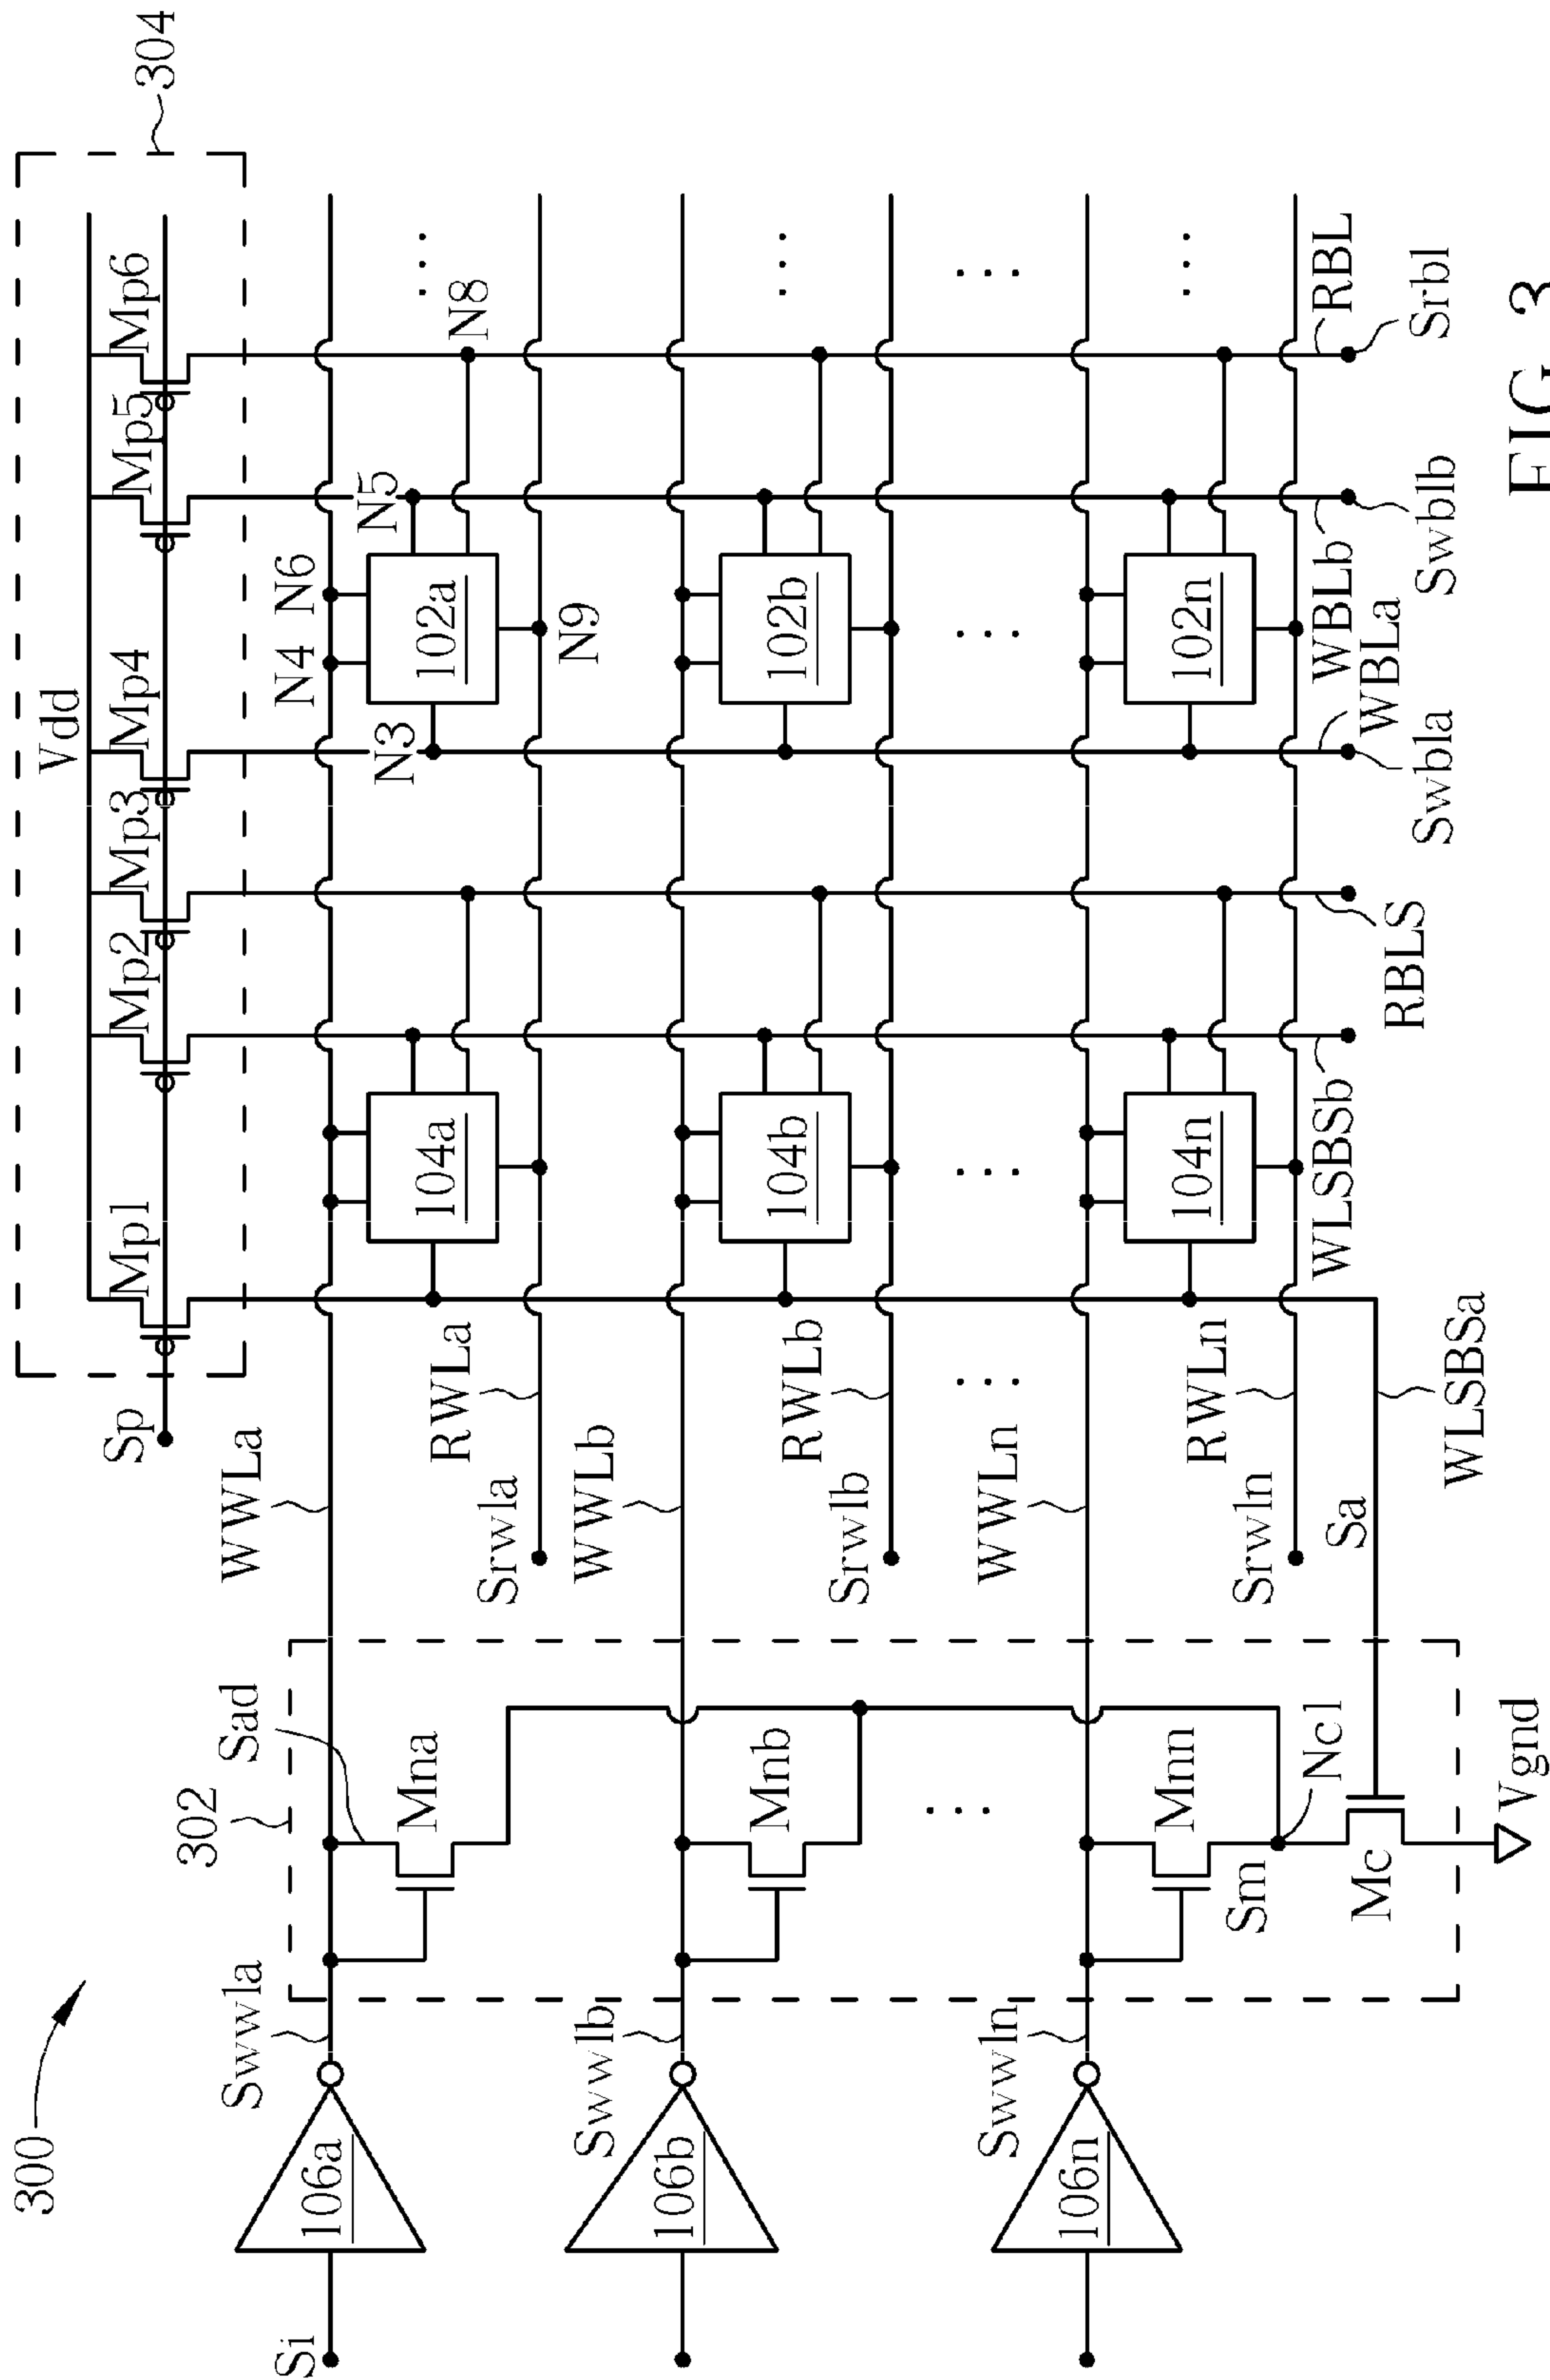 300
304
Vdd
Sp
Mp1
Mp2
Mp3
Mp4
Mp5
Mp6
302
Si
106a
Swwla
Sad
Mna
WWLa
RWLa
Srwla
104a
N3
N4
N6
102a
N5
N8
N9
...
106b
Swwlb
Mnb
WWLb
RWLb
Srwlb
104b
102b
...
...
...
...
...
...
106n
Swwln
Mnn
WWLn
RWLn
Srwln
104n
102n
...
Sm
Nc1
Mc
Vgnd
Sa
WLSBSa
WLSBSb
RBLS
WBLa
Swbla
WBLb
Swblb
RBL
Srbl
FIG. 3